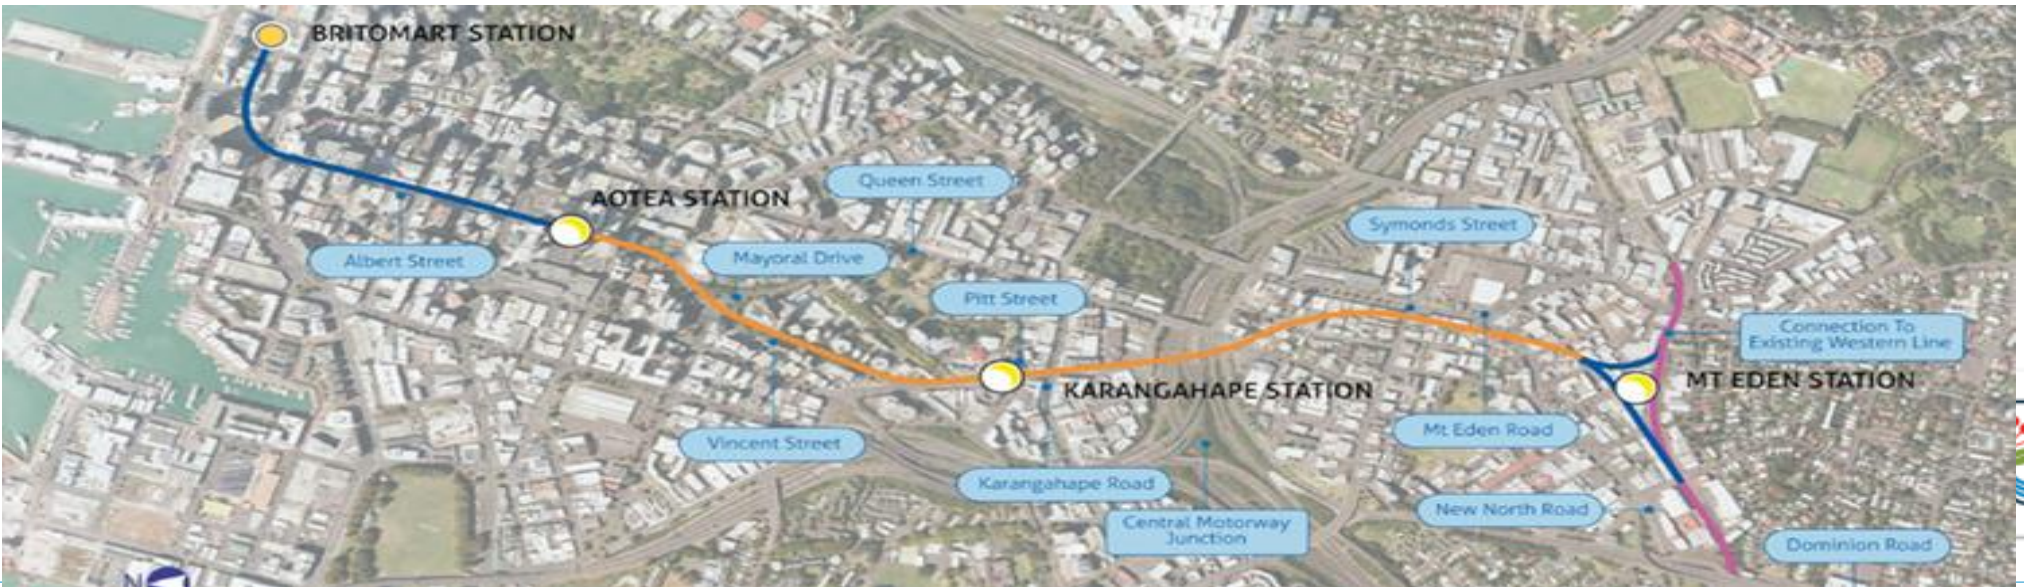 BRITOMART STATION
AOTEA STATION
Queen Street
Symonds Street
Albert Street
Mayoral Drive
Pitt Street
Connection To
Existing Western Line
KARANGAHAPE STATION
MT EDEN STATION
Vincent Street
Mt Eden Road
Karangahape Road
New North Road
Central Motorway
Junction
Dominion Road
N